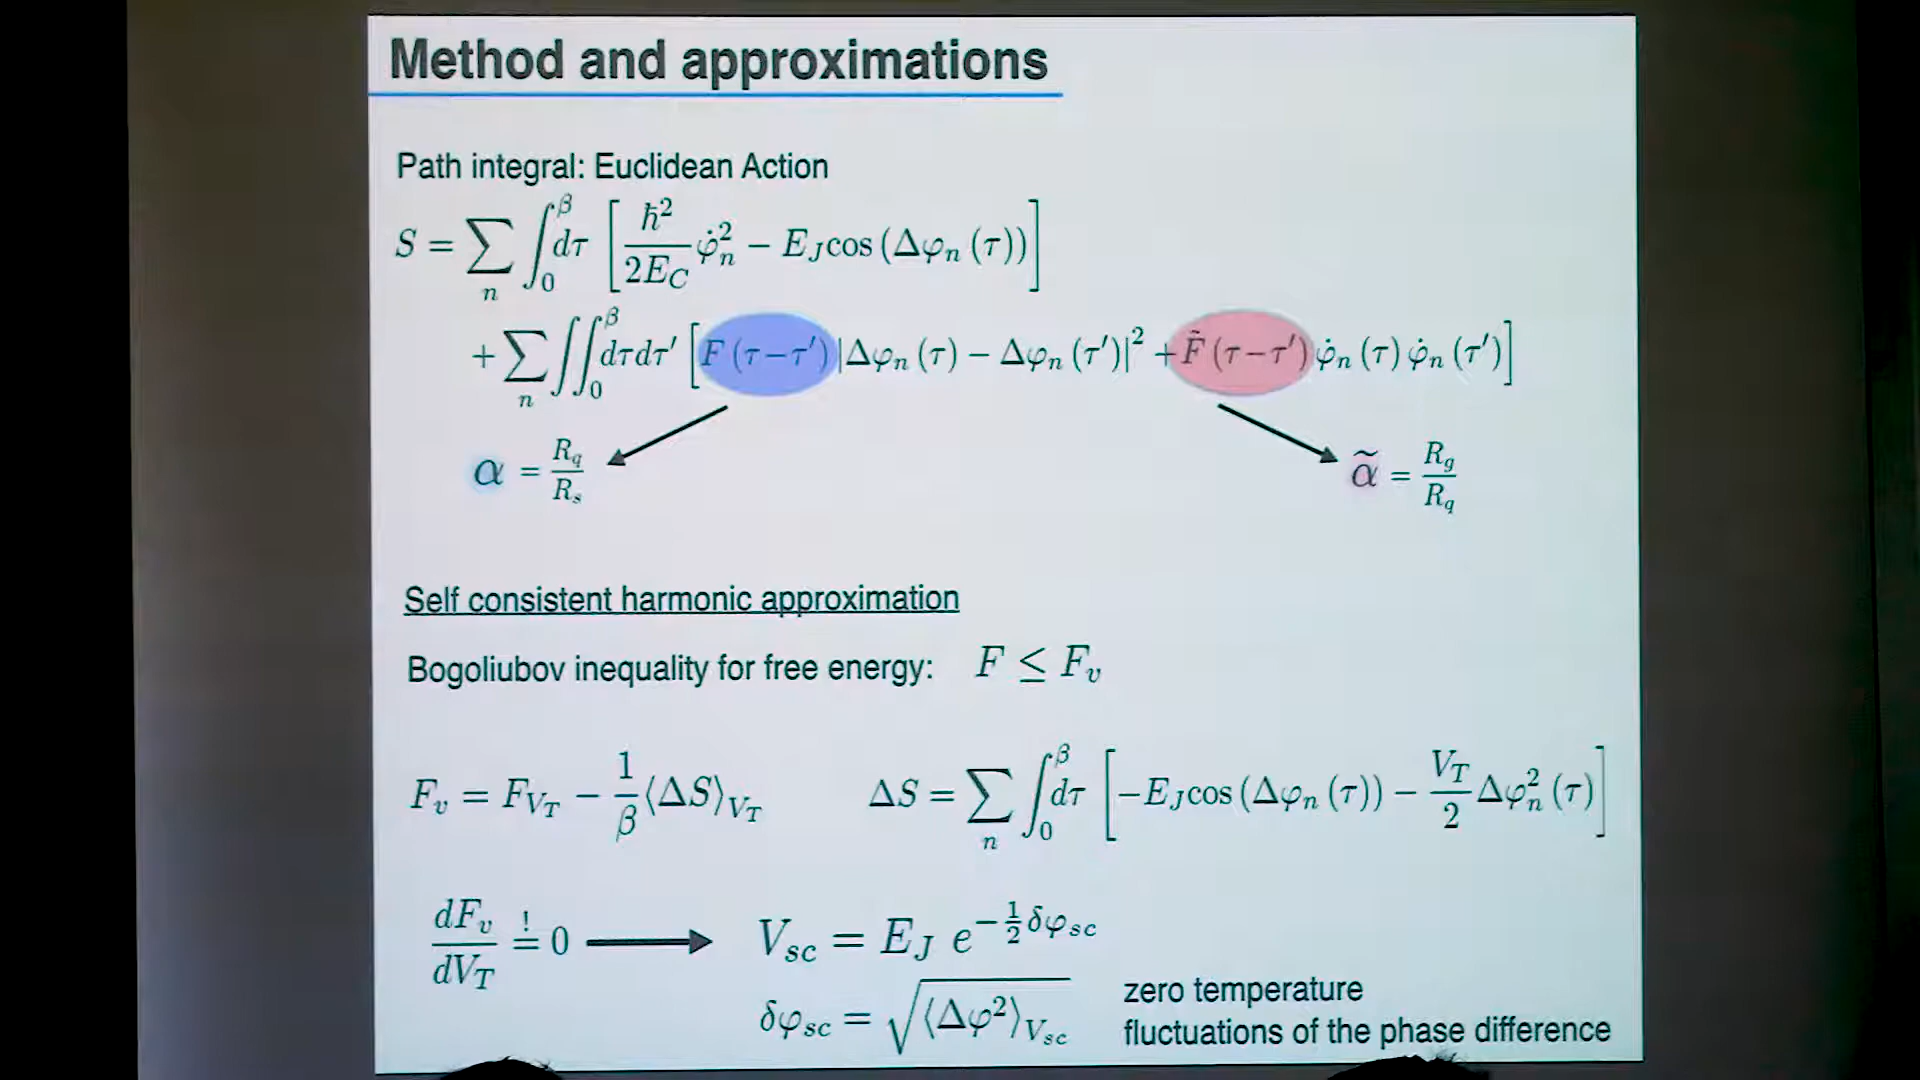 Method and approximations
Path integral: Euclidean Action
S = ∑_n ∫_0^β dτ [ ħ²/2E_C φ̇_n² − E_J cos (Δφ_n (τ)) ]
+ ∑_n ∬_0^β dτdτ′ [ F (τ−τ′) |Δφ_n (τ) − Δφ_n (τ′)|² + F̃ (τ−τ′) φ̇_n (τ) φ̇_n (τ′) ]
α = R_q/R_s α̃ = R_g/R_q
Self consistent harmonic approximation
Bogoliubov inequality for free energy: F ≤ F_v
F_v = F_{V_T} − 1/β ⟨ΔS⟩_{V_T} ΔS = ∑_n ∫_0^β dτ [ −E_J cos (Δφ_n (τ)) − V_T/2 Δφ_n² (τ) ]
dF_v/dV_T =! 0 ⟶ V_sc = E_J e^{−½δφ_sc}
δφ_sc = √⟨Δφ²⟩_{V_sc} zero temperature
fluctuations of the phase difference